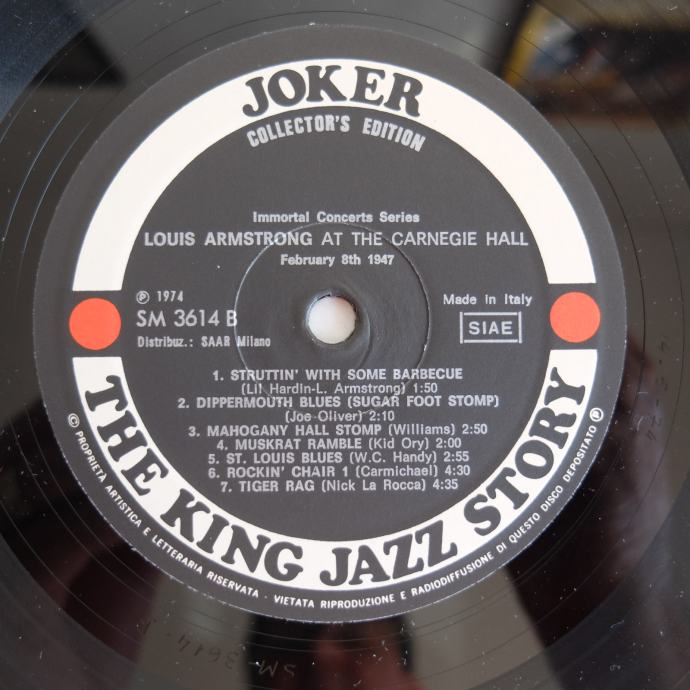 JOKER
COLLECTOR'S EDITION
Immortal Concerts Series
LOUIS ARMSTRONG AT THE CARNEGIE HALL
February 8th 1947
Ⓟ 1974
SM 3614 B
Distribuz.: SAAR Milano
Made in Italy
SIAE
1. STRUTTIN' WITH SOME BARBECUE
(Lil Hardin-L. Armstrong) 1:50
2. DIPPERMOUTH BLUES (SUGAR FOOT STOMP)
(Joe Oliver) 2:10
3. MAHOGANY HALL STOMP (Williams) 2:50
4. MUSKRAT RAMBLE (Kid Ory) 2:00
5. ST. LOUIS BLUES (W.C. Handy) 2:55
6. ROCKIN' CHAIR 1 (Carmichael) 4:30
7. TIGER RAG (Nick La Rocca) 4:35
THE KING JAZZ STORY
© PROPRIETA ARTISTICA E LETTERARIA RISERVATA · VIETATA RIPRODUZIONE E RADIODIFFUSIONE DI QUESTO DISCO DEPOSITATO Ⓟ
SM-3614-B